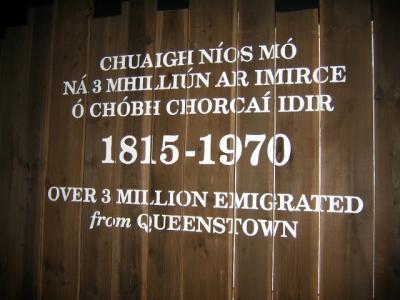 CHUAIGH NÍOS MÓ
NÁ 3 MHILLIÚN AR IMIRCE
Ó CHÓBH CHORCAÍ IDIR
1815-1970
OVER 3 MILLION EMIGRATED
from QUEENSTOWN